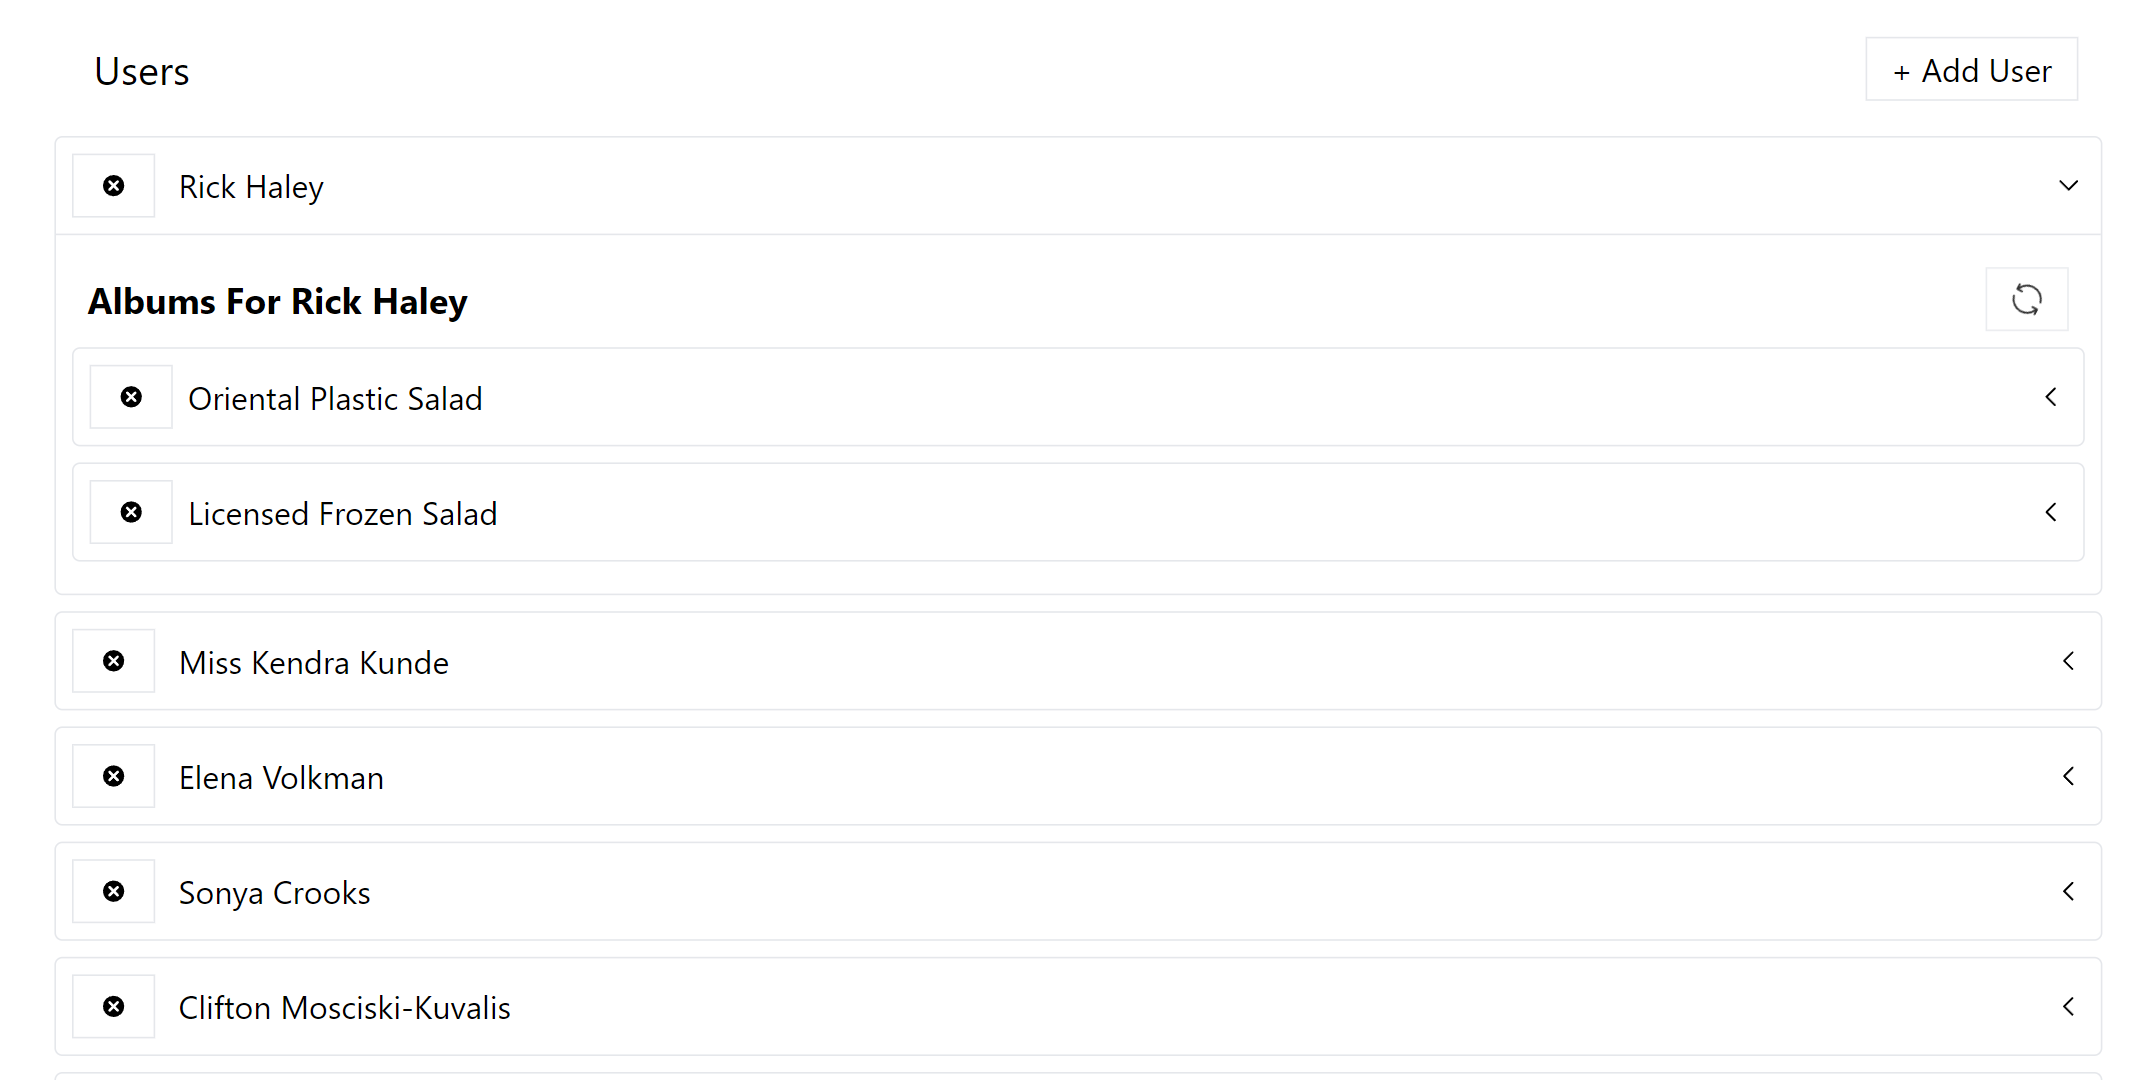 Users
+ Add User
Rick Haley
Albums For Rick Haley
Oriental Plastic Salad
Licensed Frozen Salad
Miss Kendra Kunde
Elena Volkman
Sonya Crooks
Clifton Mosciski-Kuvalis